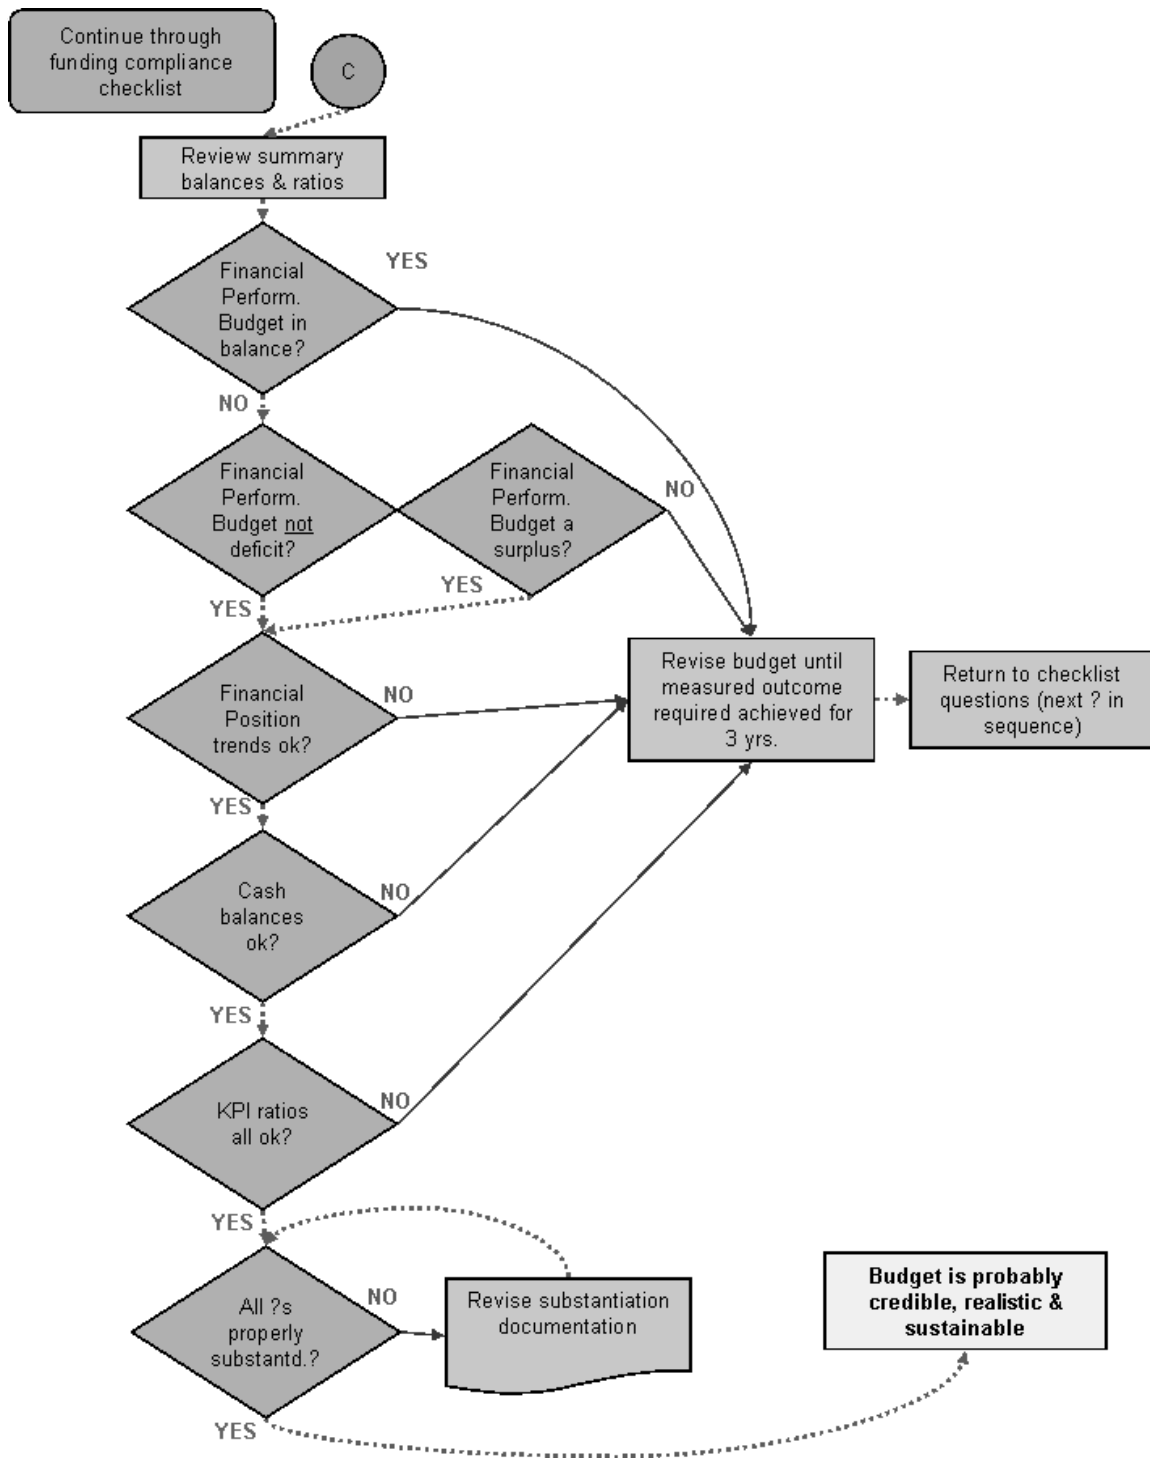 Continue through
funding compliance
checklist
C
Review summary
balances & ratios
Financial
Perform.
Budget in
balance?
YES
NO
Financial
Perform.
Budget not
deficit?
Financial
Perform.
Budget a
surplus?
NO
YES
YES
Revise budget until
measured outcome
required achieved for
3 yrs.
Return to checklist
questions (next ? in
sequence)
Financial
Position
trends ok?
NO
YES
Cash
balances
ok?
NO
YES
KPI ratios
all ok?
NO
YES
All ?s
properly
substantd.?
NO
Revise substantiation
documentation
YES
Budget is probably
credible, realistic &
sustainable